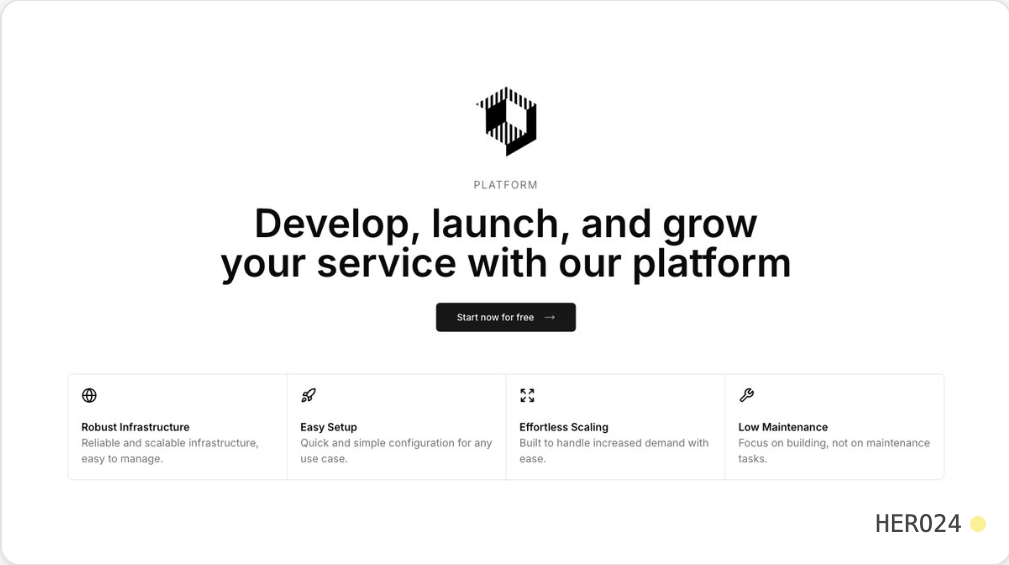 PLATFORM
Develop, launch, and grow
your service with our platform
Start now for free →
Robust Infrastructure
Reliable and scalable infrastructure,
easy to manage.
Easy Setup
Quick and simple configuration for any
use case.
Effortless Scaling
Built to handle increased demand with
ease.
Low Maintenance
Focus on building, not on maintenance
tasks.
HERO24